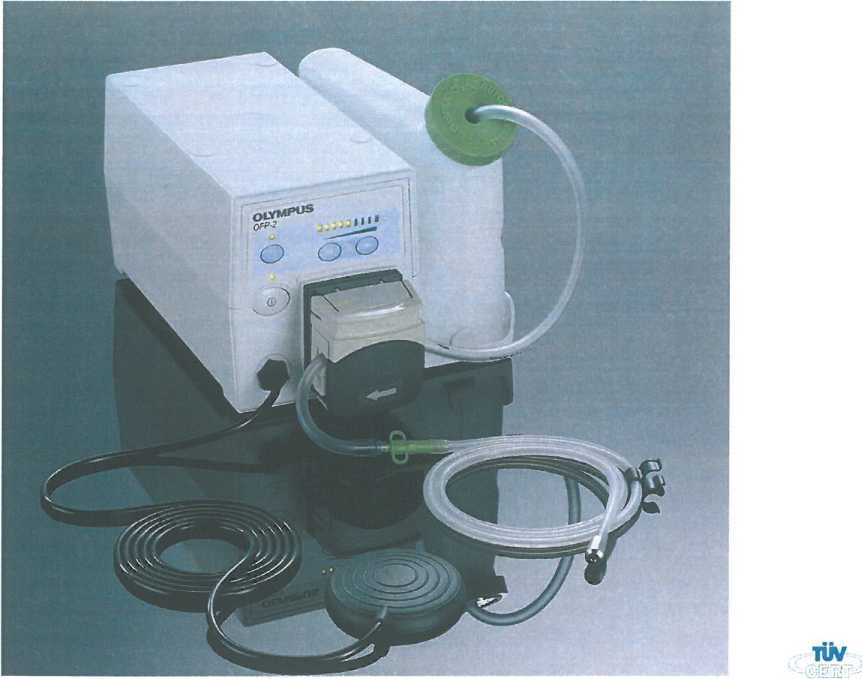 OLYMPUS
OFP-2
TÜV
CERT